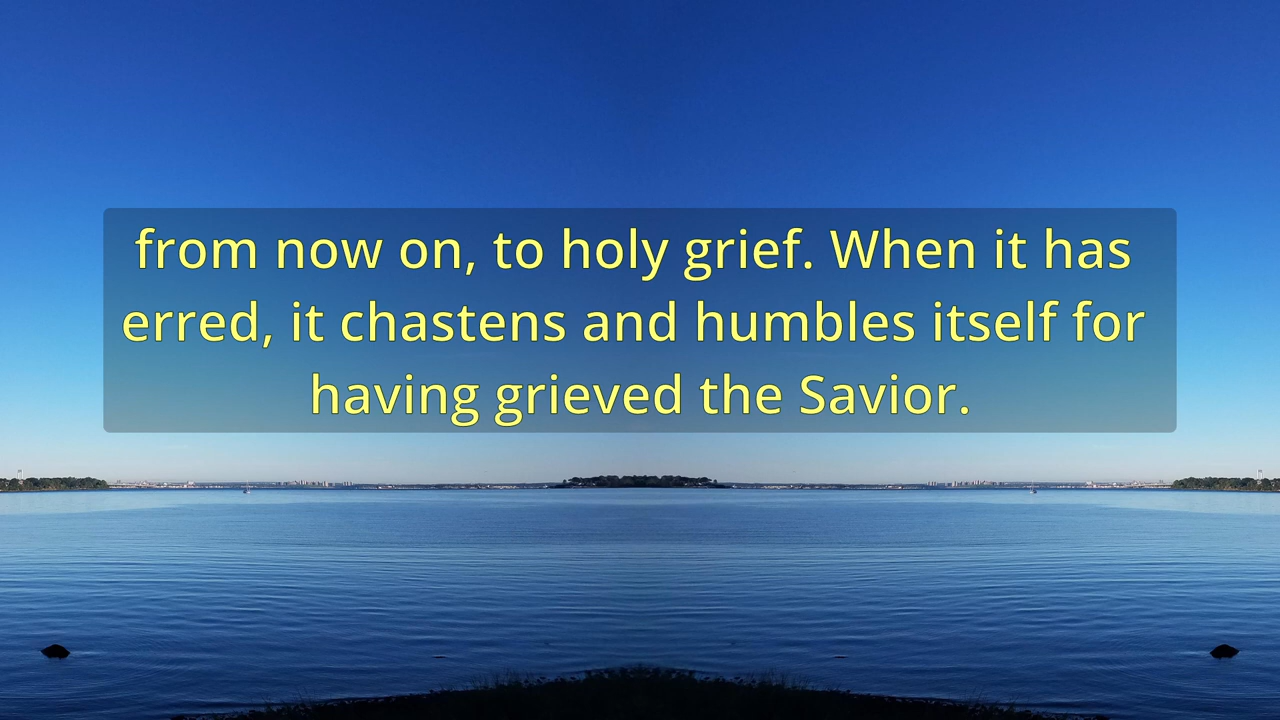 from now on, to holy grief. When it has
erred, it chastens and humbles itself for
having grieved the Savior.